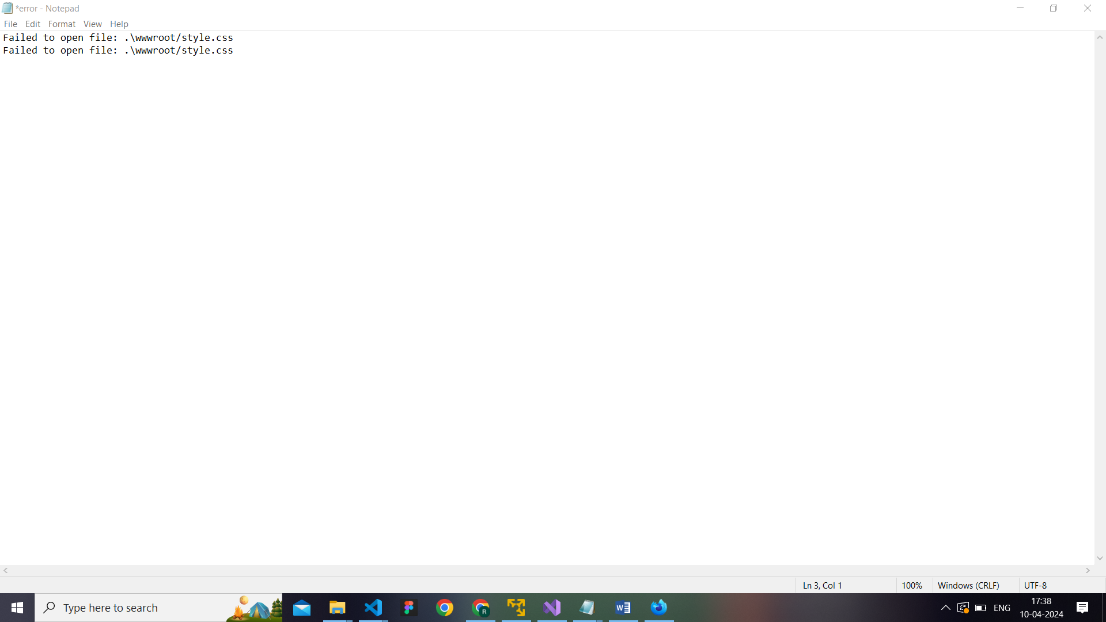 *error - Notepad
File Edit Format View Help
Failed to open file: .\wwwroot/style.css
Failed to open file: .\wwwroot/style.css
Ln 3, Col 1
100%
Windows (CRLF)
UTF-8
Type here to search
R
W
ENG
17:38
10-04-2024